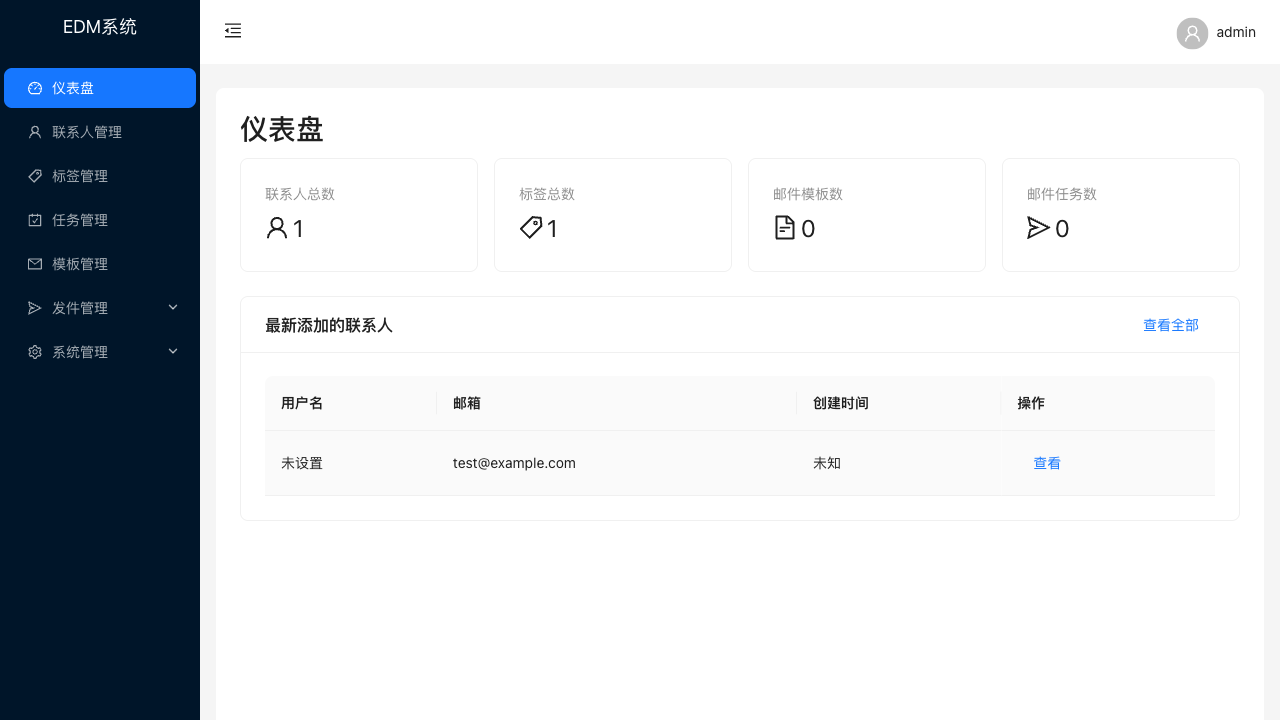 EDM系统
仪表盘
联系人管理
标签管理
任务管理
模板管理
发件管理
系统管理
admin
仪表盘
联系人总数
1
标签总数
1
邮件模板数
0
邮件任务数
0
最新添加的联系人 查看全部
用户名 邮箱 创建时间 操作
未设置 test@example.com 未知 查看